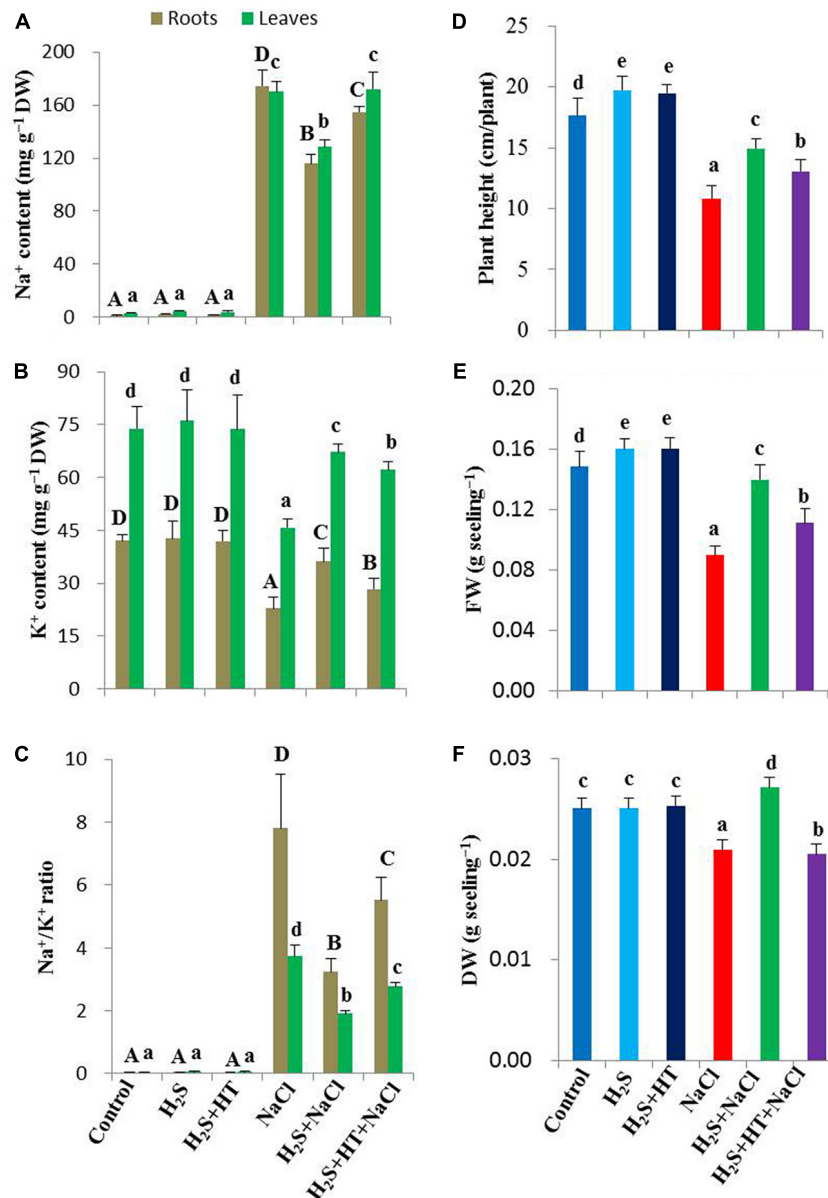 A
Roots
Leaves
Na⁺ content (mg g⁻¹ DW)
200
160
120
80
40
0
A a
A a
A a
D c
B b
C c
B
K⁺ content (mg g⁻¹ DW)
90
75
60
45
30
15
0
D d
D d
D d
A a
C c
B b
C
Na⁺/K⁺ ratio
10
8
6
4
2
0
A a
A a
A a
D d
B b
C c
Control
H₂S
H₂S+HT
NaCl
H₂S+NaCl
H₂S+HT+NaCl
D
Plant height (cm/plant)
25
20
15
10
5
0
d
e
e
a
c
b
E
FW (g seeling⁻¹)
0.20
0.16
0.12
0.08
0.04
0.00
d
e
e
a
c
b
F
DW (g seeling⁻¹)
0.03
0.02
0.01
0.00
c
c
c
a
d
b
Control
H₂S
H₂S+HT
NaCl
H₂S+NaCl
H₂S+HT+NaCl